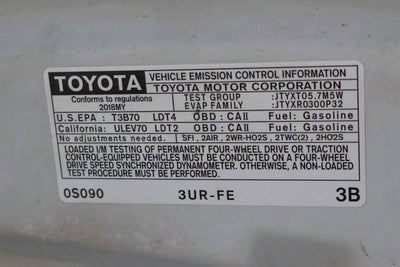 TOYOTA
VEHICLE EMISSION CONTROL INFORMATION
TOYOTA MOTOR CORPORATION
Conforms to regulations
2018MY
TEST GROUP :JTYXT05.7M5W
EVAP FAMILY :JTYXR0300P32
U.S.EPA : T3B70 LDT4 OBD : CAII Fuel: Gasoline
California: ULEV70 LDT2 OBD : CAII Fuel: Gasoline
No adjustments needed. SFI, 2AIR, 2WR-HO2S, 2TWC(2), 2HO2S
LOADED I/M TESTING OF PERMANENT FOUR-WHEEL DRIVE OR TRACTION
CONTROL-EQUIPPED VEHICLES MUST BE CONDUCTED ON A FOUR-WHEEL
DRIVE SPEED SYNCHRONIZED DYNAMOMETER. OTHERWISE, A NON-LOADED
TEST PROCEDURE MUST BE PERFORMED.
0S090 3UR-FE 3B